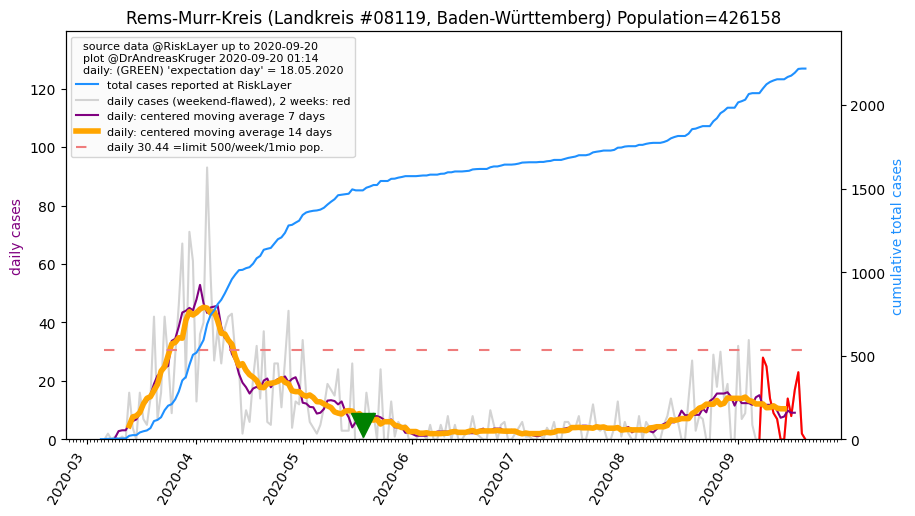 Rems-Murr-Kreis (Landkreis #08119, Baden-Württemberg) Population=426158
source data @RiskLayer up to 2020-09-20
plot @DrAndreasKruger 2020-09-20 01:14
daily: (GREEN) 'expectation day' = 18.05.2020
total cases reported at RiskLayer
daily cases (weekend-flawed), 2 weeks: red
daily: centered moving average 7 days
daily: centered moving average 14 days
daily 30.44 =limit 500/week/1mio pop.
daily cases
120
100
80
60
40
20
0
2000
1500
1000
500
0
cumulative total cases
2020-03
2020-04
2020-05
2020-06
2020-07
2020-08
2020-09